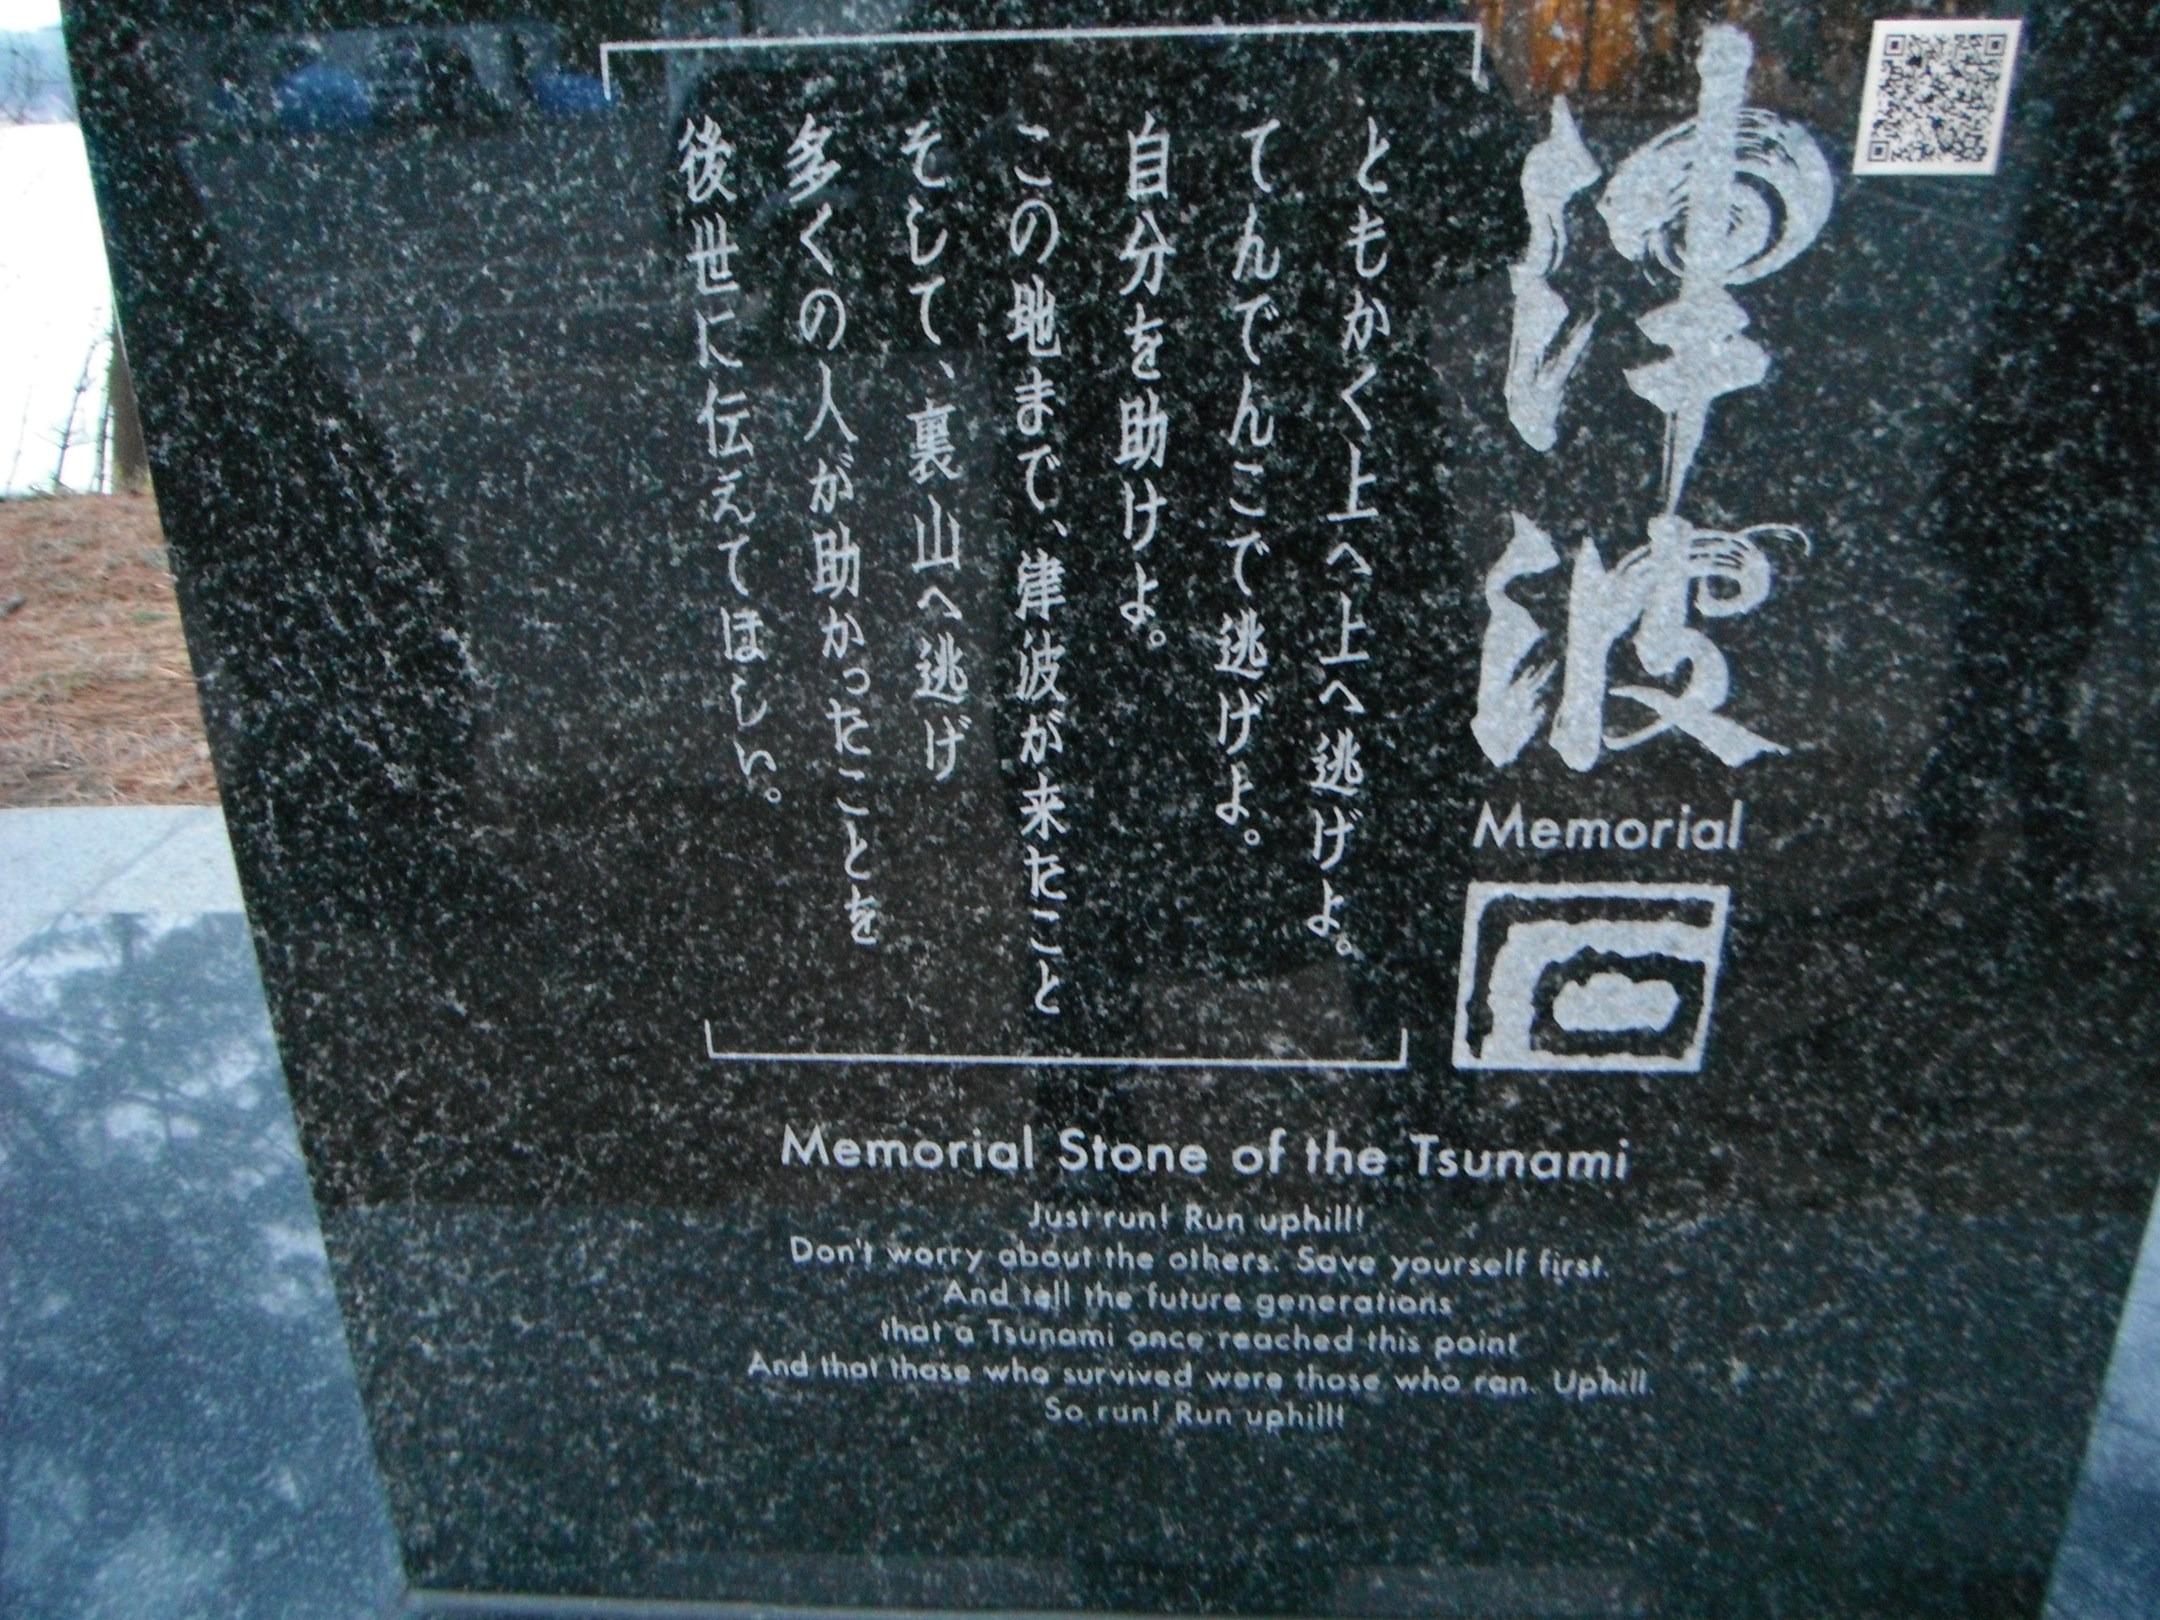 津波
Memorial
ともかく上へ上へ逃げよ。
てんでんこで逃げよ。
自分を助けよ。
この地まで、津波が来たこと
そして、裏山へ逃げ
多くの人が助かったことを
後世に伝えてほしい。
Memorial Stone of the Tsunami
Just run! Run uphill!
Don't worry about the others. Save yourself first.
And tell the future generations
that a Tsunami once reached this point
And that those who survived were those who ran. Uphill.
So run! Run uphill!